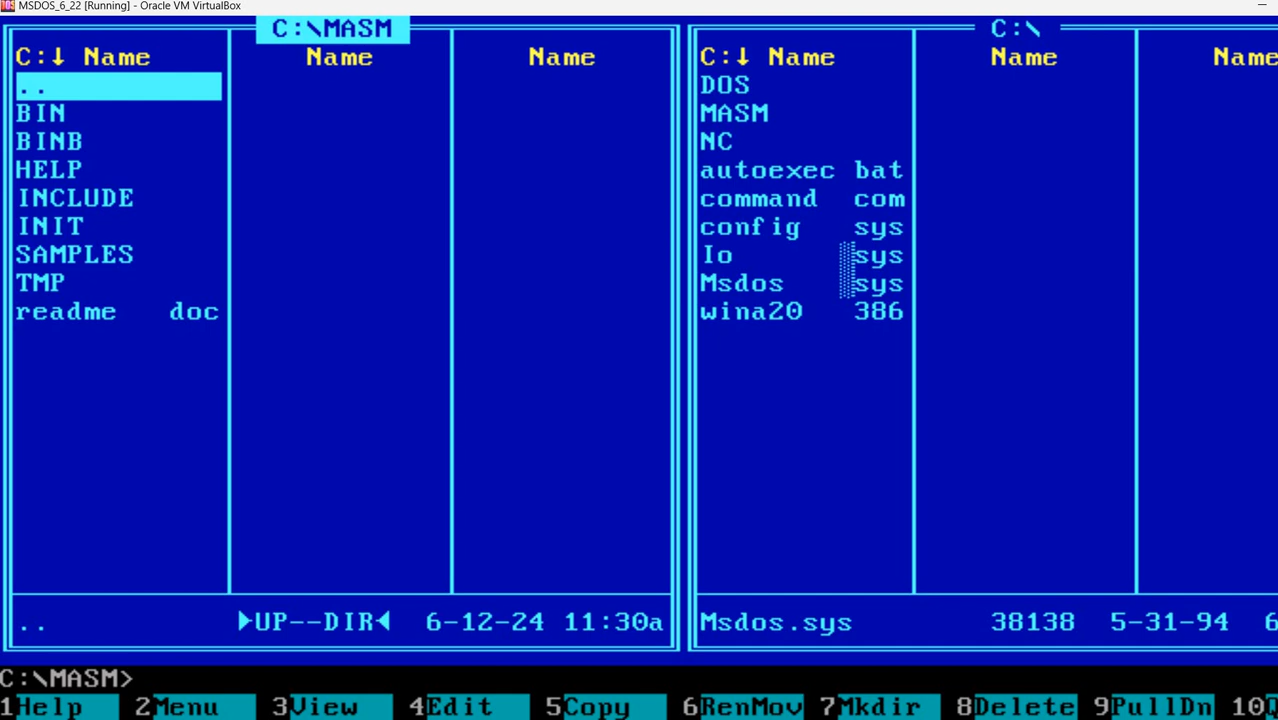 MSDOS_6_22 [Running] - Oracle VM VirtualBox
C:\MASM
C:↓ Name Name Name
..
BIN
BINB
HELP
INCLUDE
INIT
SAMPLES
TMP
readme doc
.. ►UP--DIR◄ 6-12-24 11:30a
C:\
C:↓ Name Name Name
DOS
MASM
NC
autoexec bat
command com
config sys
Io sys
Msdos sys
wina20 386
Msdos.sys 38138 5-31-94 6
C:\MASM>
1Help 2Menu 3View 4Edit 5Copy 6RenMov 7Mkdir 8Delete 9PullDn 10